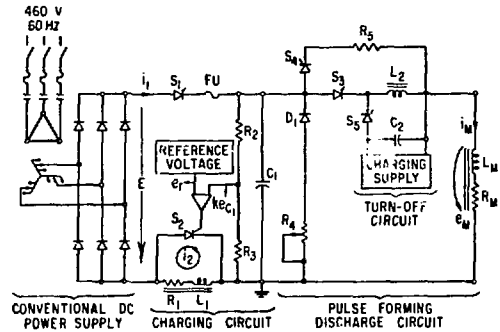 460 V
60 HZ
i1
S1
FU
S4
R5
S3
L2
R2
D1
S5
C2
iM
REFERENCE
VOLTAGE
E
er
keC1
C1
CHARGING
SUPPLY
TURN-OFF
CIRCUIT
LM
RM
eM
S2
i2
R3
R4
R1
L1
CONVENTIONAL DC
POWER SUPPLY
CHARGING CIRCUIT
PULSE FORMING
DISCHARGE CIRCUIT